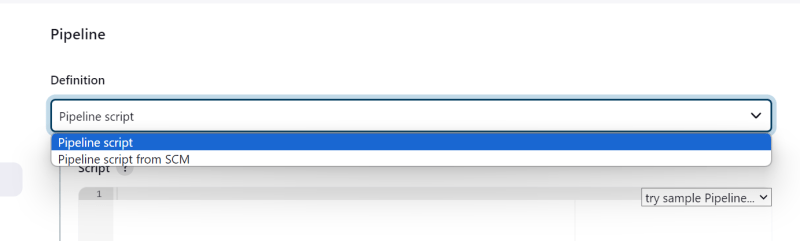 Pipeline
Definition
Pipeline script
Pipeline script
Pipeline script from SCM
Script ?
1
try sample Pipeline...